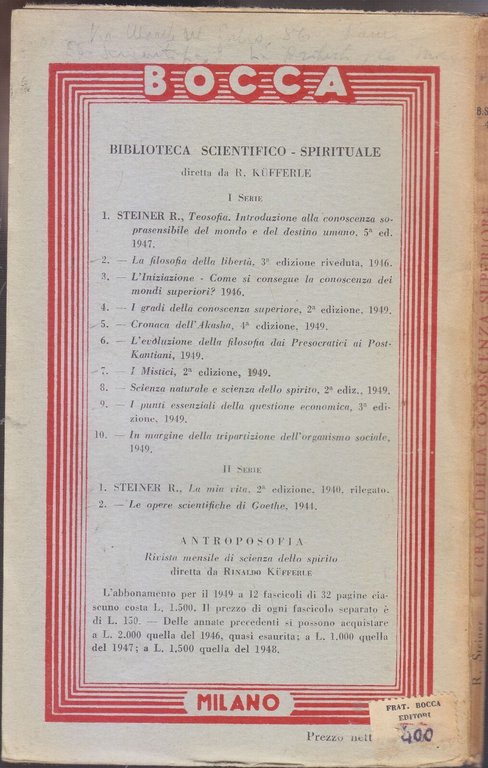 BOCCA
BIBLIOTECA SCIENTIFICO - SPIRITUALE
diretta da R. KÜFFERLE
I SERIE
1. STEINER R., Teosofia. Introduzione alla conoscenza so-
prasensibile del mondo e del destino umano, 5ª ed.
1947.
2. — La filosofia della libertà, 3ª edizione riveduta, 1946.
3. — L'Iniziazione - Come si consegue la conoscenza dei
mondi superiori? 1946.
4. — I gradi della conoscenza superiore, 2ª edizione, 1949.
5. — Cronaca dell'Akasha, 4ª edizione, 1949.
6. — L'evoluzione della filosofia dai Presocratici ai Post-
Kantiani, 1949.
7. — I Mistici, 2ª edizione, 1949.
8. — Scienza naturale e scienza dello spirito, 2ª ediz., 1949.
9. — I punti essenziali della questione economica, 3ª edi-
zione, 1949.
10. — In margine della tripartizione dell'organismo sociale,
1949.
II SERIE
1. STEINER R., La mia vita, 2ª edizione, 1940, rilegato.
2. — Le opere scientifiche di Goethe, 1944.
ANTROPOSOFIA
Rivista mensile di scienza dello spirito
diretta da RINALDO KÜFFERLE
L'abbonamento per il 1949 a 12 fascicoli di 32 pagine cia-
scuno costa L. 1.500. Il prezzo di ogni fascicolo separato è
di L. 150. — Delle annate precedenti si possono acquistare
a L. 2.000 quella del 1946, quasi esaurita; a L. 1.000 quella
del 1947; a L. 1.500 quella del 1948.
MILANO
FRAT. BOCCA
EDITORI
Prezzo nett
400
R. Steiner
I GRADI DELLA CONOSCENZA SUPERIORE
B.S